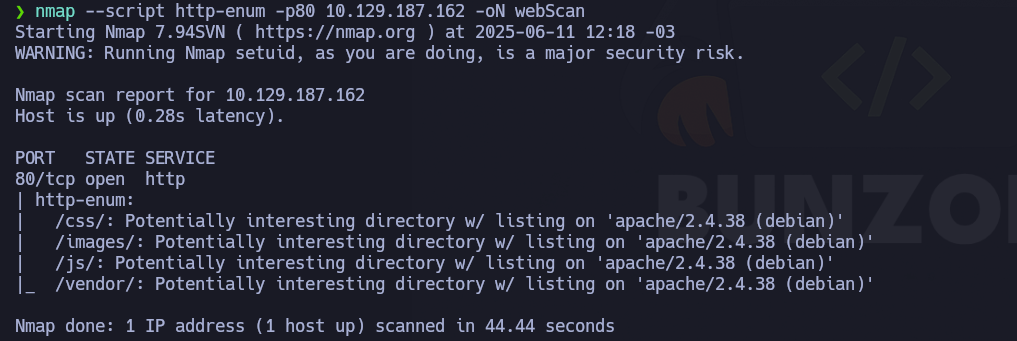 ❯ nmap --script http-enum -p80 10.129.187.162 -oN webScan
Starting Nmap 7.94SVN ( https://nmap.org ) at 2025-06-11 12:18 -03
WARNING: Running Nmap setuid, as you are doing, is a major security risk.

Nmap scan report for 10.129.187.162
Host is up (0.28s latency).

PORT   STATE SERVICE
80/tcp open  http
| http-enum:
|   /css/: Potentially interesting directory w/ listing on 'apache/2.4.38 (debian)'
|   /images/: Potentially interesting directory w/ listing on 'apache/2.4.38 (debian)'
|   /js/: Potentially interesting directory w/ listing on 'apache/2.4.38 (debian)'
|_  /vendor/: Potentially interesting directory w/ listing on 'apache/2.4.38 (debian)'

Nmap done: 1 IP address (1 host up) scanned in 44.44 seconds
</>
BUNZO